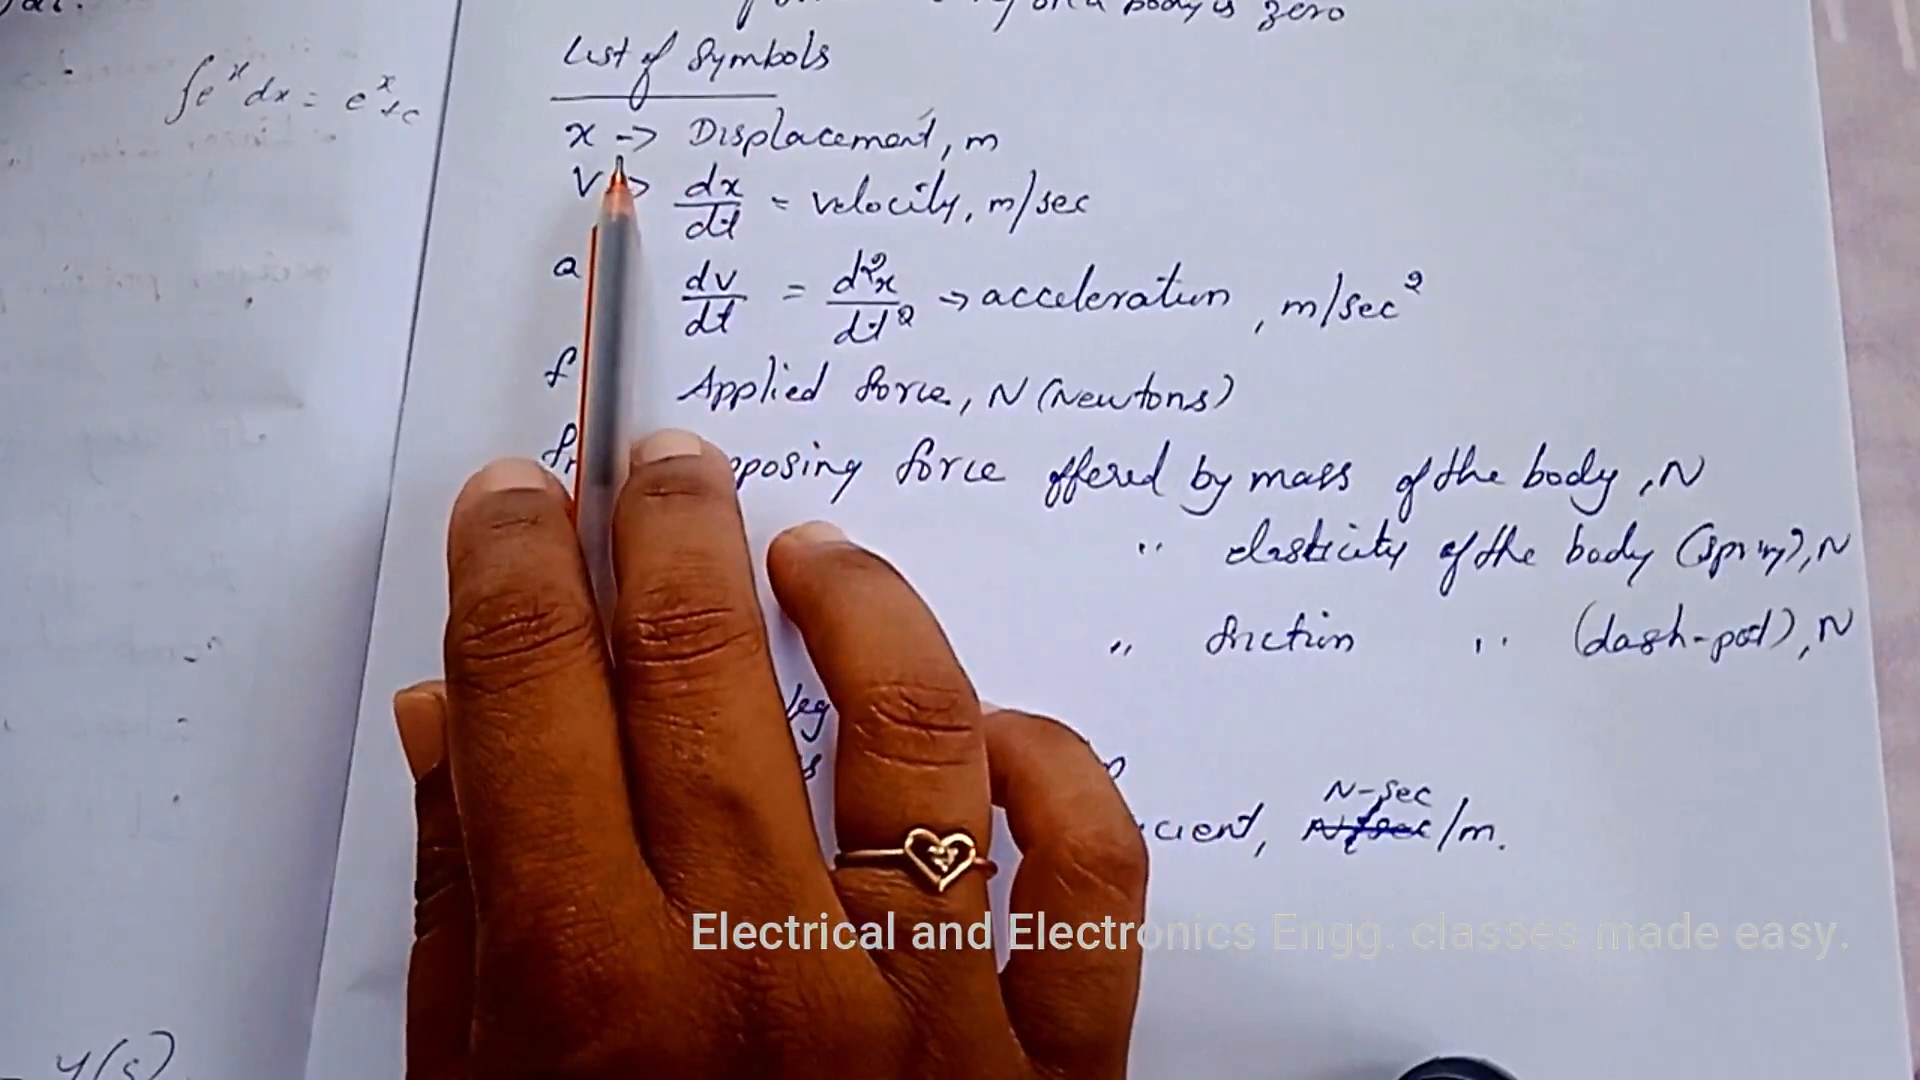 ∫e^x dx = e^x + c
body is zero
List of Symbols
x -> Displacement, m
V -> dx/dt = velocity, m/sec
a dv/dt = d²x/dt² -> acceleration, m/sec²
f Applied force, N (Newtons)
pposing force offered by mass of the body, N
" elasticity of the body (spring), N
" friction " (dash-pot), N
kg
cient, N-sec/m.
Electrical and Electronics Engg. classes made easy.
Y(s)